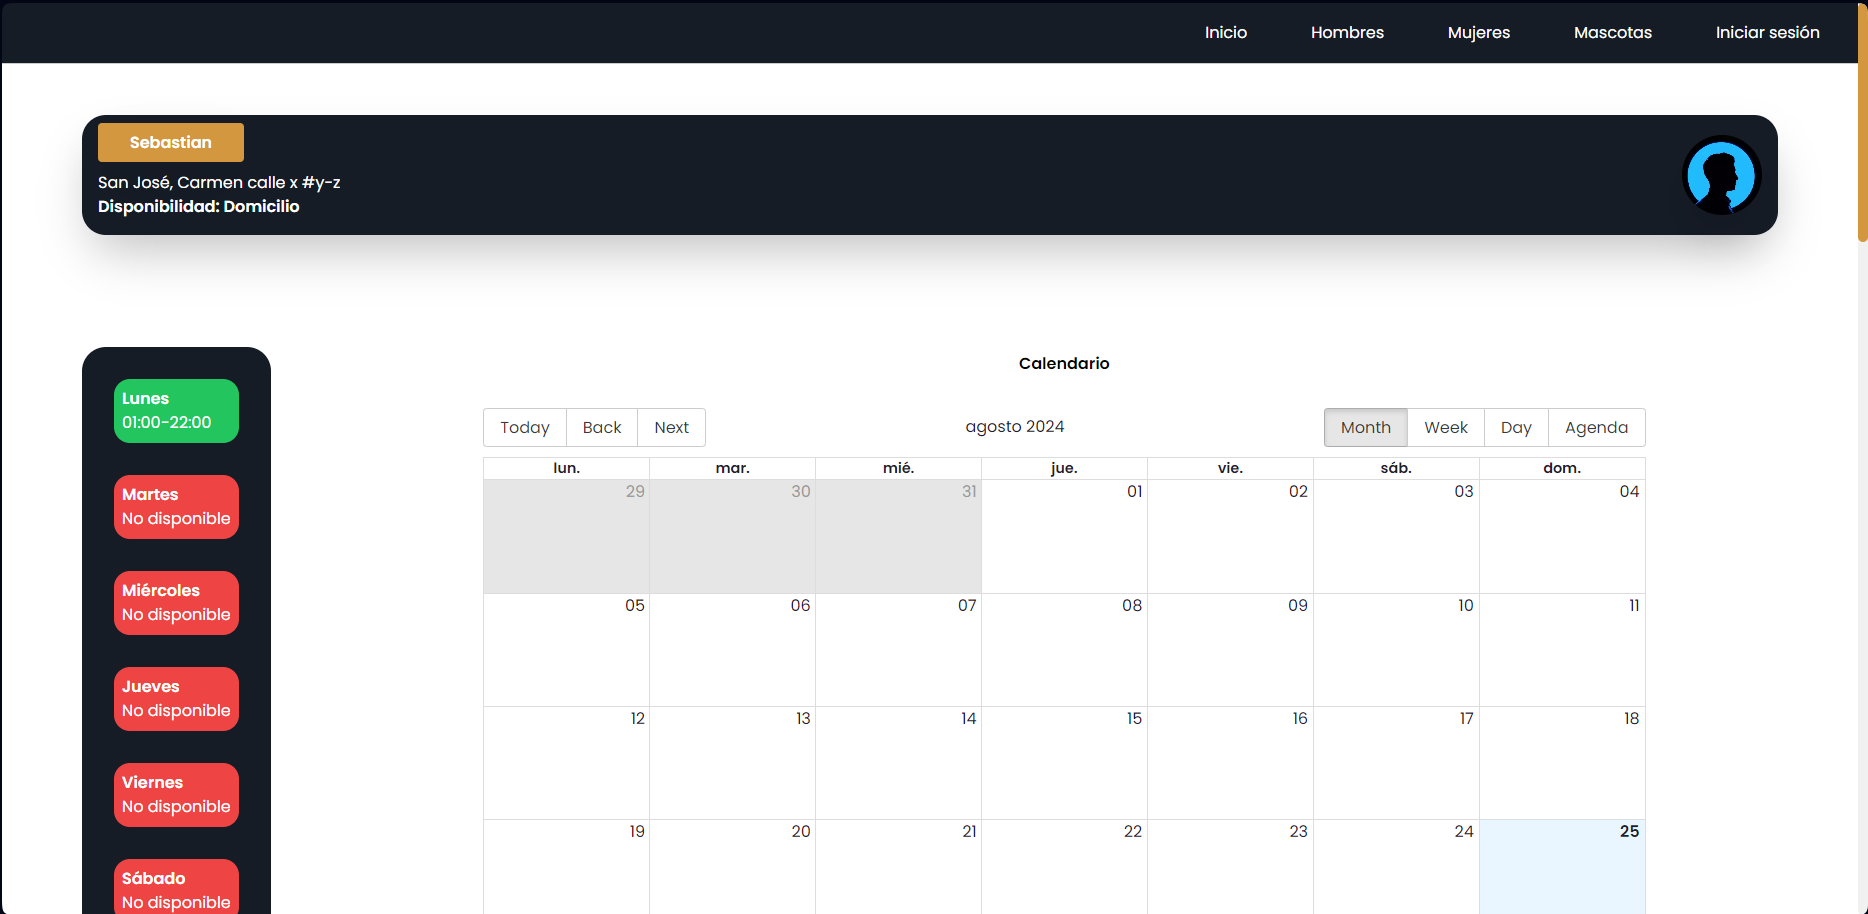 Inicio Hombres Mujeres Mascotas Iniciar sesión
Sebastian
San José, Carmen calle x #y-z
Disponibilidad: Domicilio
Lunes
01:00-22:00
Martes
No disponible
Miércoles
No disponible
Jueves
No disponible
Viernes
No disponible
Sábado
No disponible
Calendario
Today Back Next agosto 2024 Month Week Day Agenda
lun. mar. mié. jue. vie. sáb. dom.
29 30 31 01 02 03 04
05 06 07 08 09 10 11
12 13 14 15 16 17 18
19 20 21 22 23 24 25